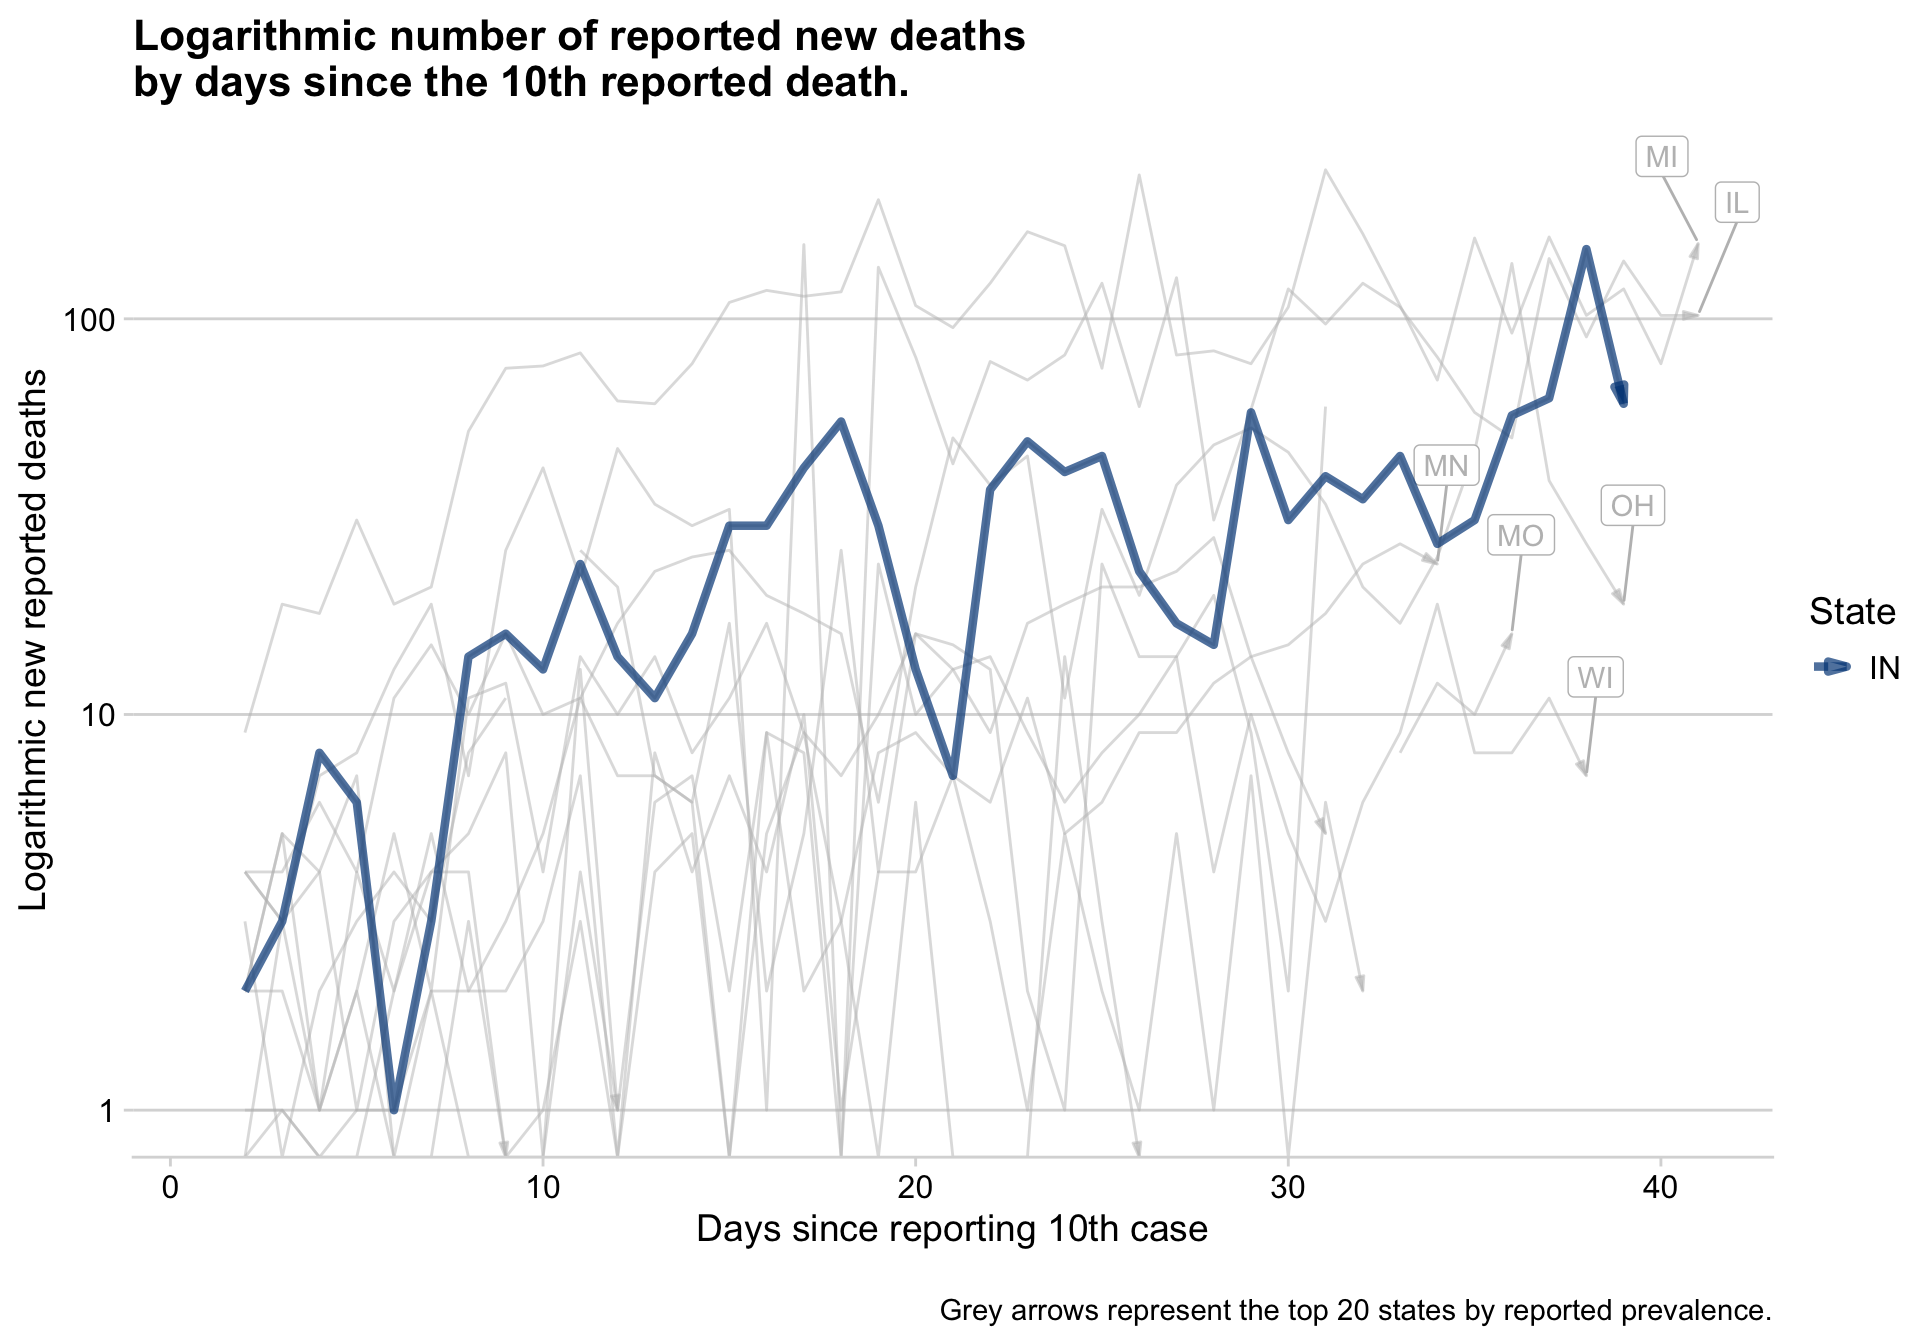 Logarithmic number of reported new deaths
by days since the 10th reported death.
MI
IL
100
MN
OH
MO
WI
10
1
Logarithmic new reported deaths
State
IN
0 10 20 30 40
Days since reporting 10th case
Grey arrows represent the top 20 states by reported prevalence.